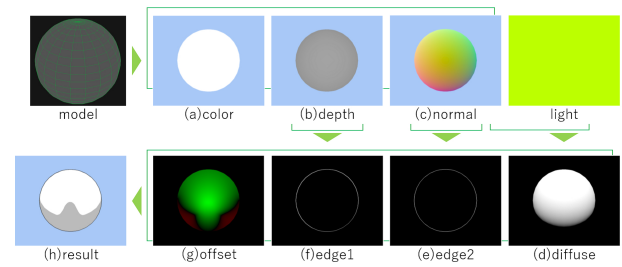 model
(a)color
(b)depth
(c)normal
light
(h)result
(g)offset
(f)edge1
(e)edge2
(d)diffuse